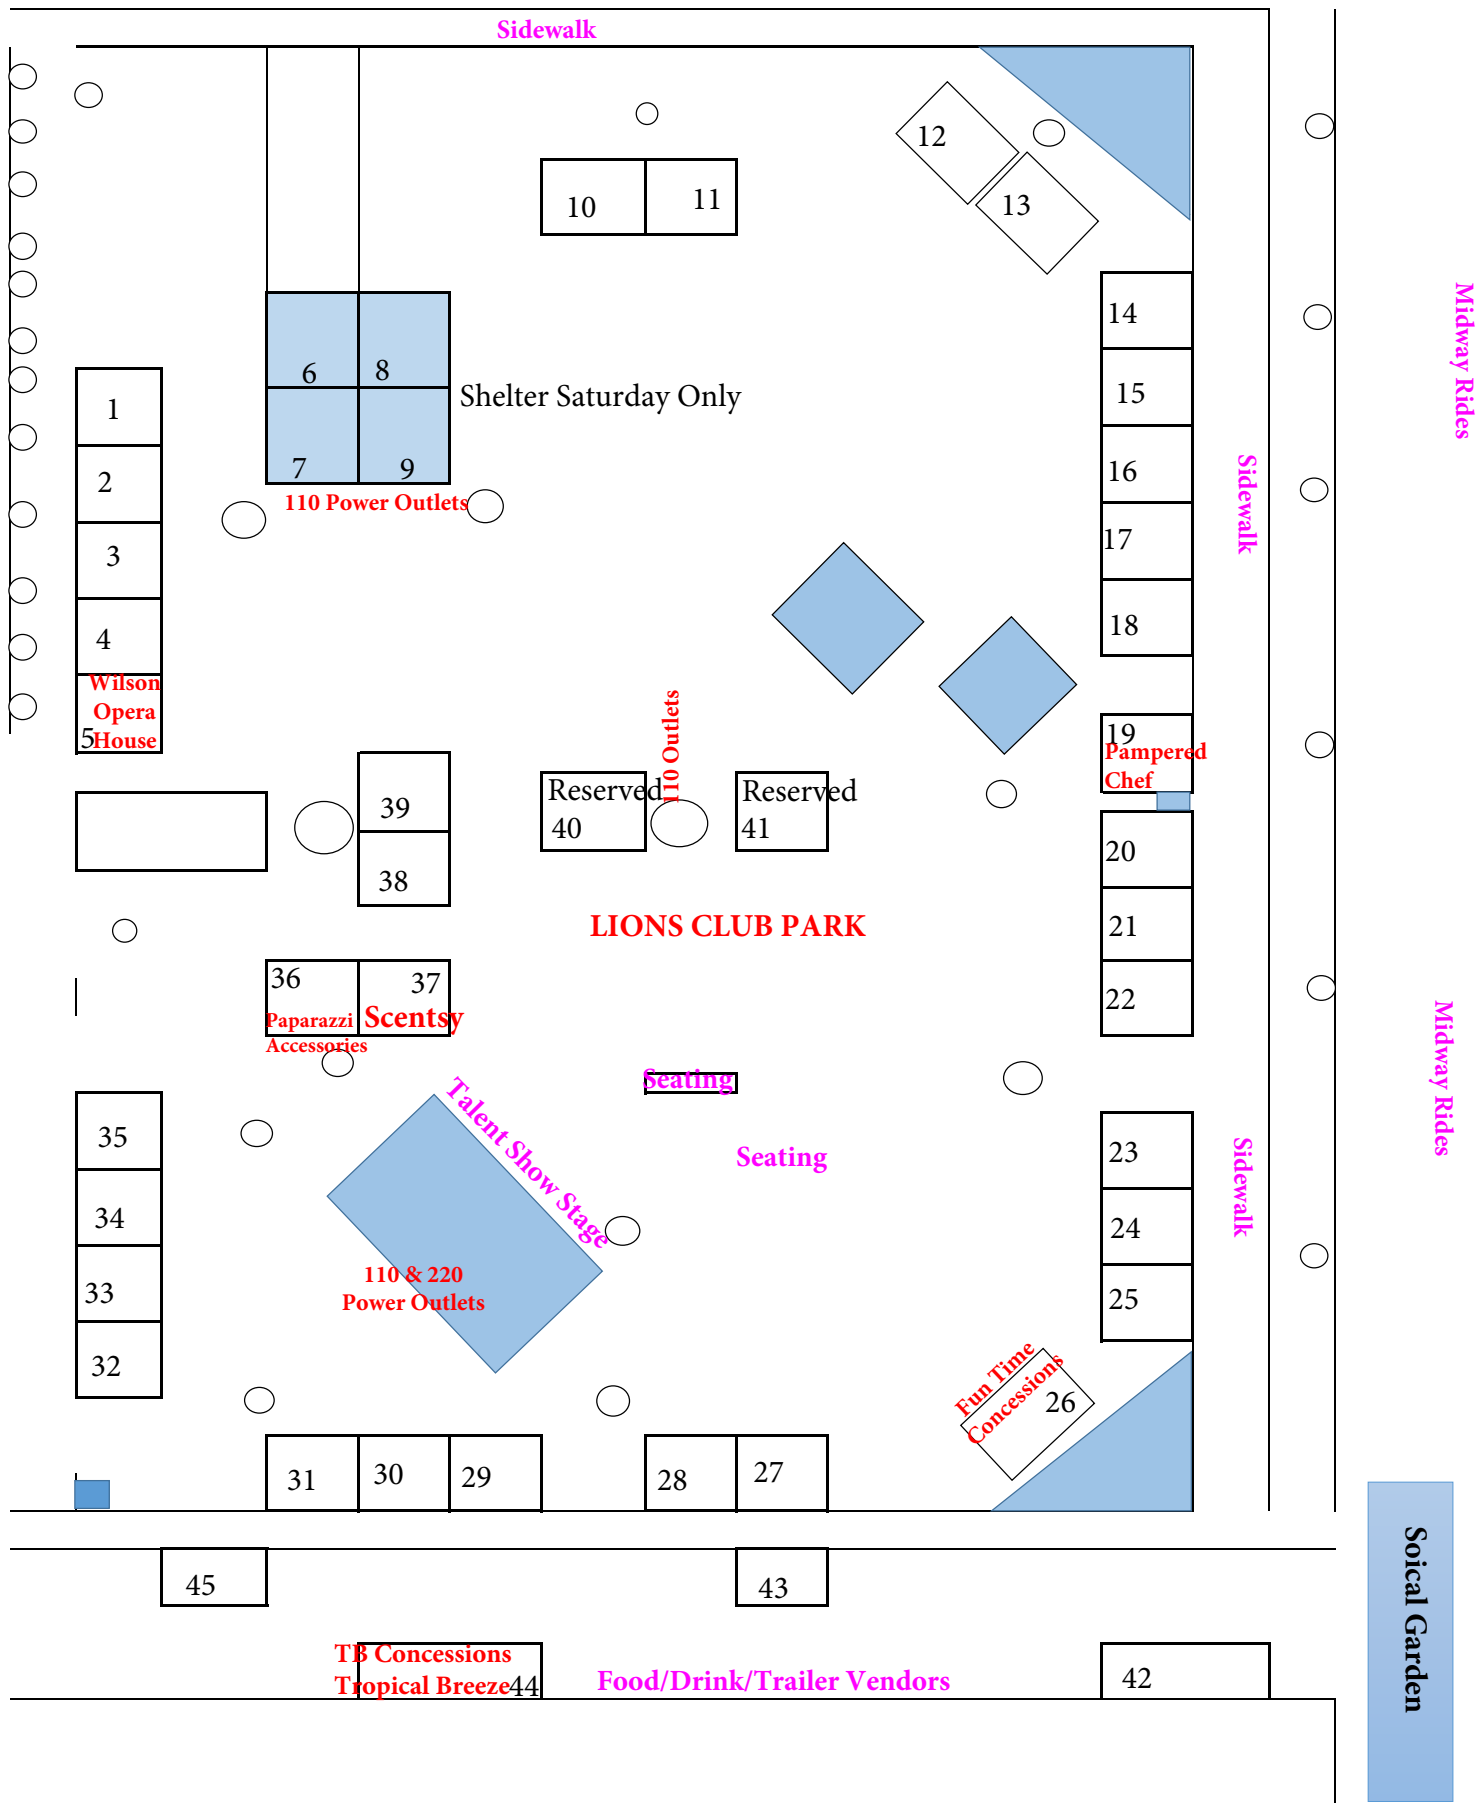 Sidewalk
12
13
10
11
14
Midway Rides
6
8
Shelter Saturday Only
15
1
7
9
16
2
110 Power Outlets
Sidewalk
17
3
18
4
Wilson
Opera
House
5
19
Pampered
Chef
110 Outlets
39
Reserved
40
Reserved
41
20
38
LIONS CLUB PARK
21
36
37
22
Paparazzi
Accessories
Scentsy
Midway Rides
Seating
Talent Show Stage
35
Seating
23
Sidewalk
34
24
110 & 220
Power Outlets
33
25
32
Fun Time
Concessions
26
31
30
29
28
27
Soical Garden
45
43
TB Concessions
Tropical Breeze
44
Food/Drink/Trailer Vendors
42